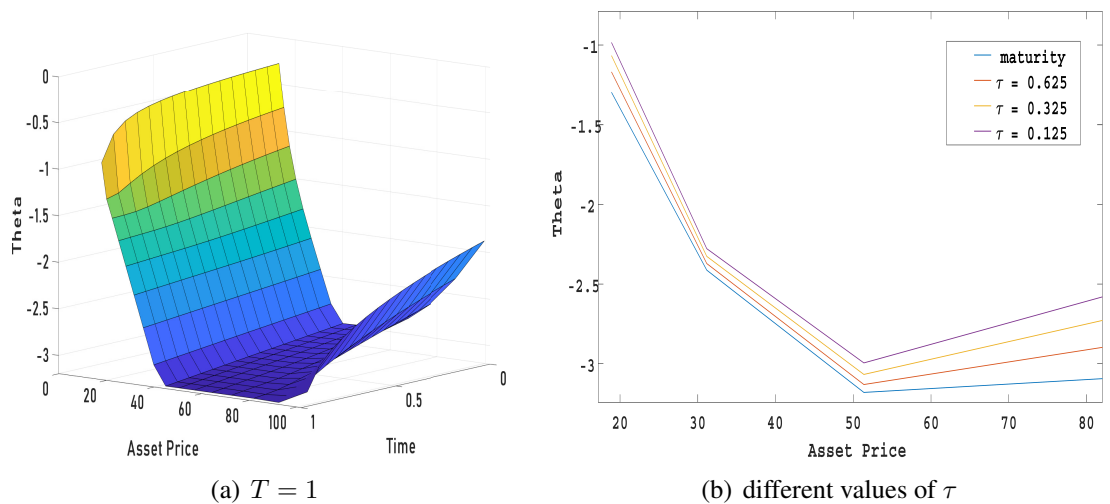 0
-0.5
-1
-1.5
-2
-2.5
-3
Theta
0
20
40
60
80
100
Asset Price
1
0.5
0
Time
(a) T = 1
-1
-1.5
-2
-2.5
-3
Theta
maturity
τ = 0.625
τ = 0.325
τ = 0.125
20 30 40 50 60 70 80
Asset Price
(b) different values of τ